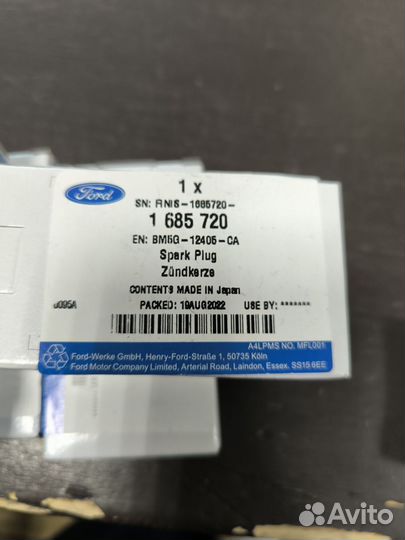 Ford
1 x
SN: FINIS-1685720-
1 685 720
EN: BM5G-12405-CA
Spark Plug
Zündkerze
CONTENTS MADE IN Japan
6095A PACKED: 19AUG2022 USE BY: *******
A4LPMS NO. MFL001
Ford-Werke GmbH, Henry-Ford-Straße 1, 50735 Köln
Ford Motor Company Limited, Arterial Road, Laindon, Essex. SS15 6EE
Avito